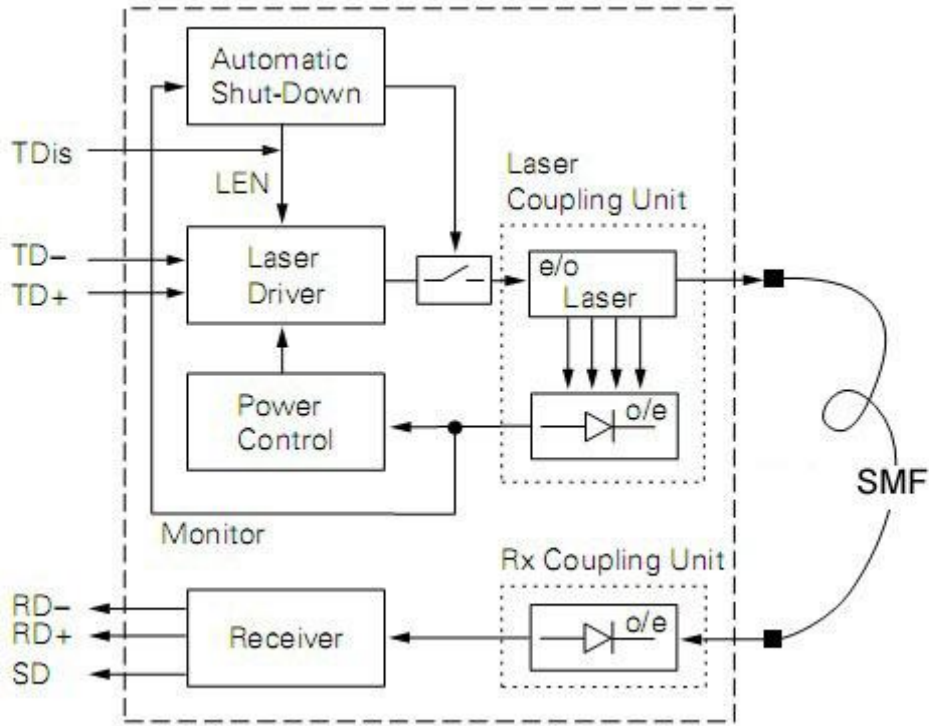 Automatic
Shut-Down
TDis
LEN
Laser
Coupling Unit
TD−
TD+
Laser
Driver
e/o
Laser
Power
Control
o/e
SMF
Monitor
Rx Coupling Unit
RD−
RD+
SD
Receiver
o/e